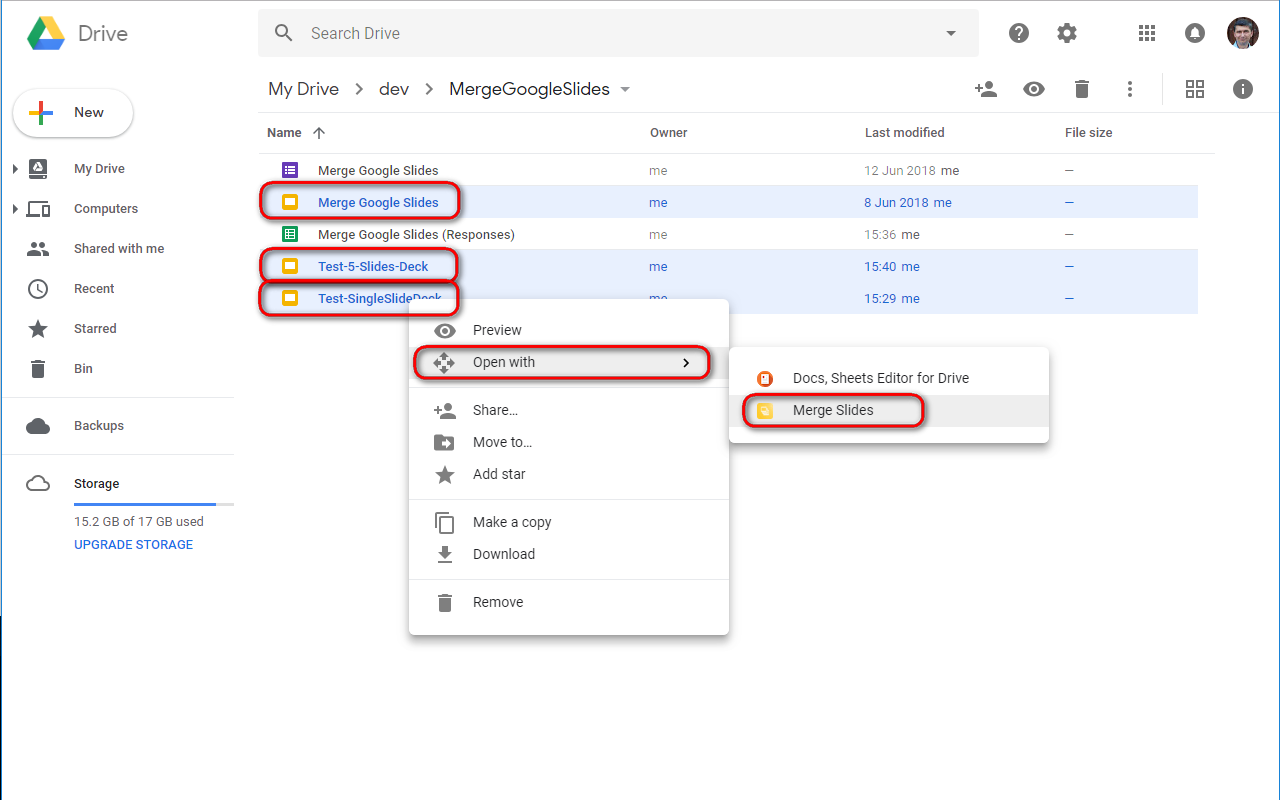 Drive
Search Drive
My Drive > dev > MergeGoogleSlides
New
Name Owner Last modified File size
My Drive
Computers
Shared with me
Recent
Starred
Bin
Backups
Storage
15.2 GB of 17 GB used
UPGRADE STORAGE
Merge Google Slides me 12 Jun 2018 me –
Merge Google Slides me 8 Jun 2018 me –
Merge Google Slides (Responses) me 15:36 me –
Test-5-Slides-Deck me 15:40 me –
Test-SingleSlideDeck me 15:29 me –
Preview
Open with
Share...
Move to...
Add star
Make a copy
Download
Remove
Docs, Sheets Editor for Drive
Merge Slides